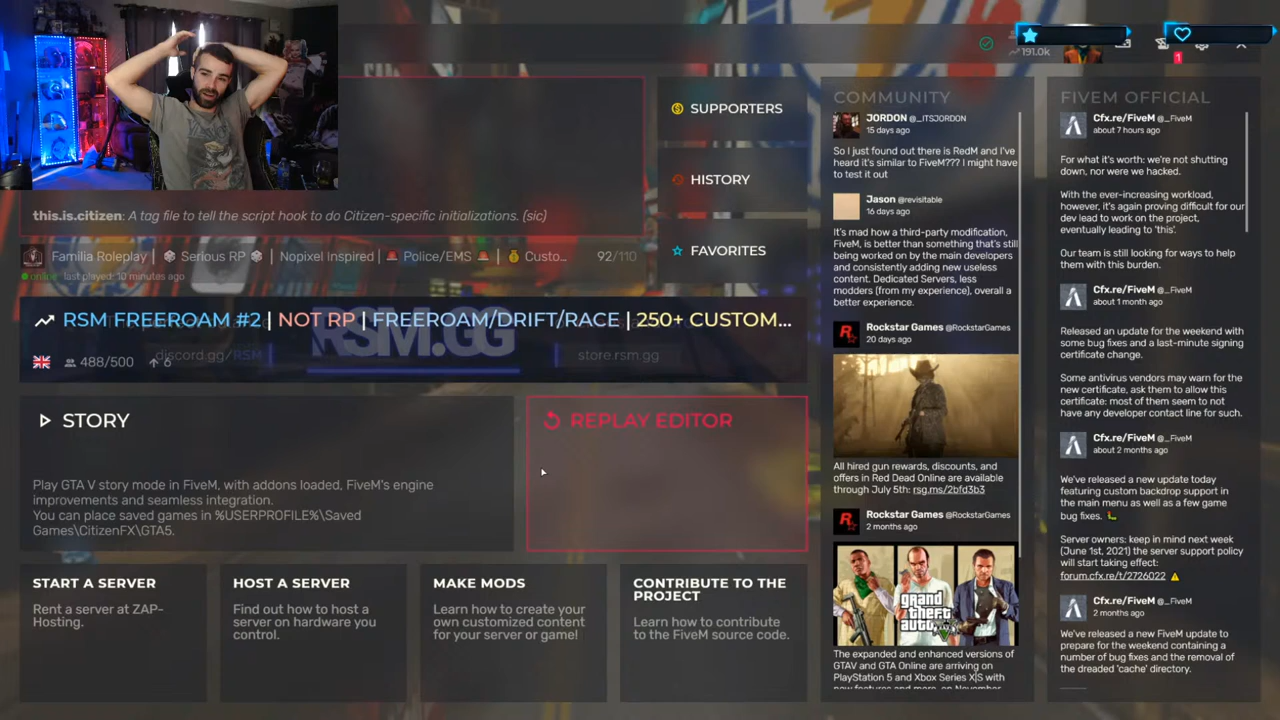 191.0k
1
this.is.citizen: A tag file to tell the script hook to do Citizen-specific initializations. (sic)
Familia Roleplay | Serious RP | Nopixel Inspired | Police/EMS | Custo...
92/110
online last played: 10 minutes ago
RSM FREEROAM #2 | NOT RP | FREEROAM/DRIFT/RACE | 250+ CUSTOM...
discord.gg/RSM
RSM.GG
store.rsm.gg
488/500
6
STORY
Play GTA V story mode in FiveM, with addons loaded, FiveM's engine
improvements and seamless integration.
You can place saved games in %USERPROFILE%\Saved
Games\CitizenFX\GTA5.
REPLAY EDITOR
START A SERVER
Rent a server at ZAP-
Hosting.
HOST A SERVER
Find out how to host a
server on hardware you
control.
MAKE MODS
Learn how to create your
own customized content
for your server or game!
CONTRIBUTE TO THE
PROJECT
Learn how to contribute
to the FiveM source code.
SUPPORTERS
HISTORY
FAVORITES
COMMUNITY
JORDON @_ITSJORDON
15 days ago
So I just found out there is RedM and I've
heard it's similar to FiveM??? I might have
to test it out
Jason @revisitable
16 days ago
It's mad how a third-party modification,
FiveM, is better than something that's still
being worked on by the main developers
and consistently adding new useless
content. Dedicated Servers, less
modders (from my experience), overall a
better experience.
Rockstar Games @RockstarGames
20 days ago
All hired gun rewards, discounts, and
offers in Red Dead Online are available
through July 5th: rsg.ms/2bfd3b3
Rockstar Games @RockstarGames
2 months ago
grand
theft
auto
The expanded and enhanced versions of
GTAV and GTA Online are arriving on
PlayStation 5 and Xbox Series X|S with
new features and more, on November
FIVEM OFFICIAL
Cfx.re/FiveM @_FiveM
about 7 hours ago
For what it's worth: we're not shutting
down, nor were we hacked.
With the ever-increasing workload,
however, it's again proving difficult for our
dev lead to work on the project,
eventually leading to 'this'.
Our team is still looking for ways to help
them with this burden.
Cfx.re/FiveM @_FiveM
about 1 month ago
Released an update for the weekend with
some bug fixes and a last-minute signing
certificate change.
Some antivirus vendors may warn for the
new certificate, ask them to allow this
certificate: most of them seem to not
have any developer contact line for such.
Cfx.re/FiveM @_FiveM
about 2 months ago
We've released a new update today
featuring custom backdrop support in
the main menu as well as a few game
bug fixes.
Server owners: keep in mind next week
(June 1st, 2021) the server support policy
will start taking effect:
forum.cfx.re/t/2726022
Cfx.re/FiveM @_FiveM
2 months ago
We've released a new FiveM update to
prepare for the weekend containing a
number of bug fixes and the removal of
the dreaded 'cache' directory.